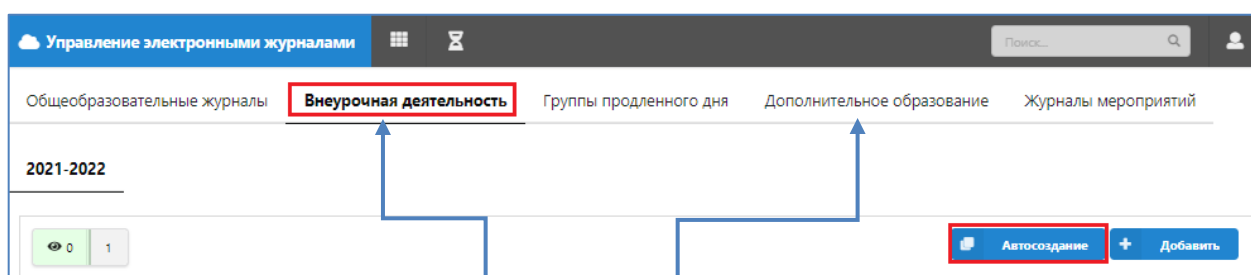 Управление электронными журналами Поиск...
Общеобразовательные журналы Внеурочная деятельность Группы продленного дня Дополнительное образование Журналы мероприятий
2021-2022
0 1 Автосоздание + Добавить